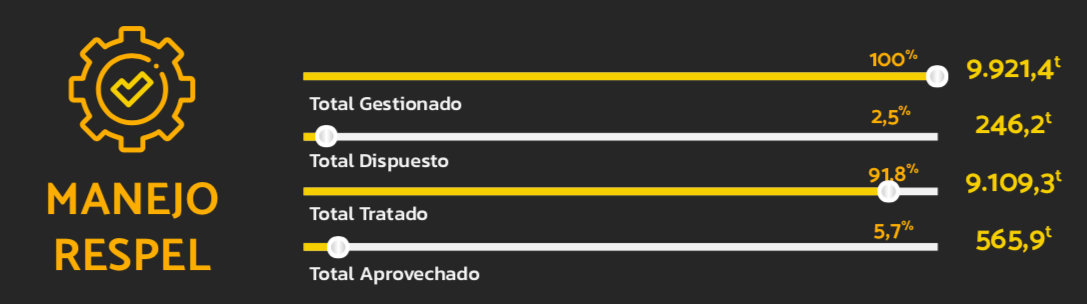 MANEJO
RESPEL
100% 9.921,4t
Total Gestionado
2,5% 246,2t
Total Dispuesto
91,8% 9.109,3t
Total Tratado
5,7% 565,9t
Total Aprovechado